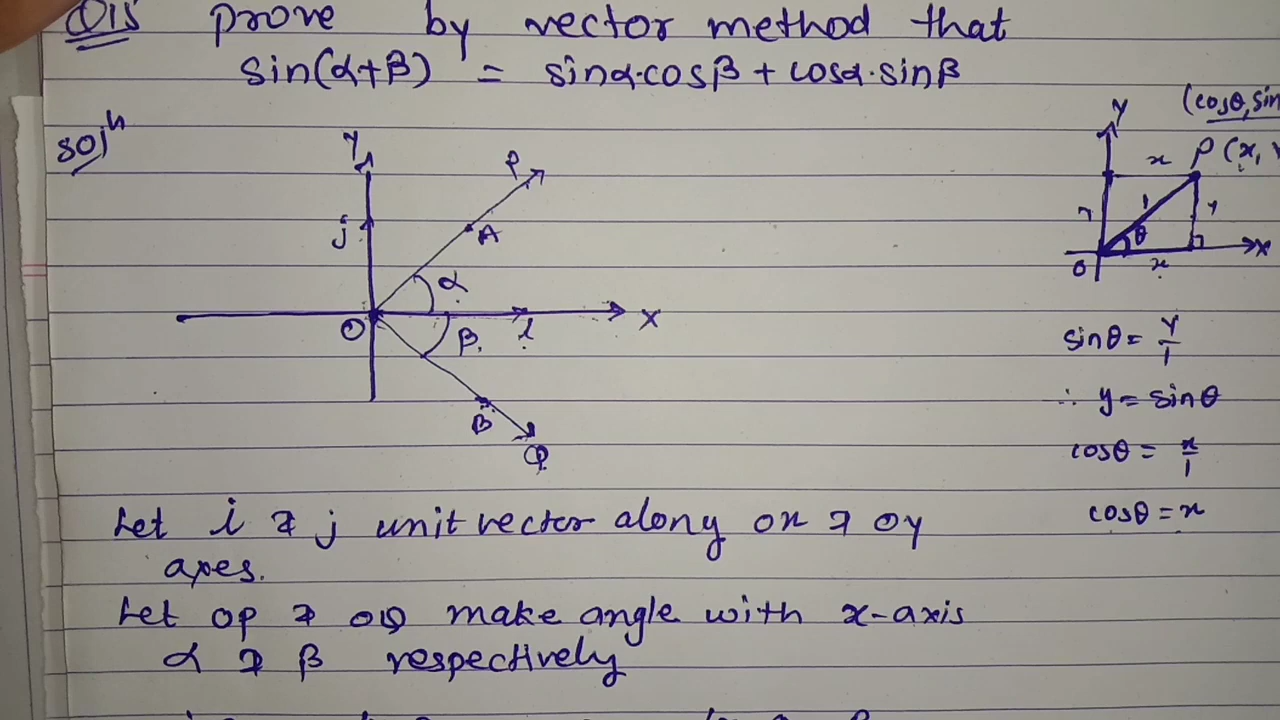 Q15 prove by vector method that
sin(α+β) = sinα·cosβ + cosα·sinβ
Solⁿ
Y
j
P
A
α
O
β
i
X
B
Q
Let i & j unit vector along ox & oy
axes.
Let op & oQ make angle with x-axis
α & β respectively
Y
(cosθ, sin
x
P(x,
y
1
y
θ
O
x
X
sinθ = y/1
∴ y = sinθ
cosθ = x/1
cosθ = x